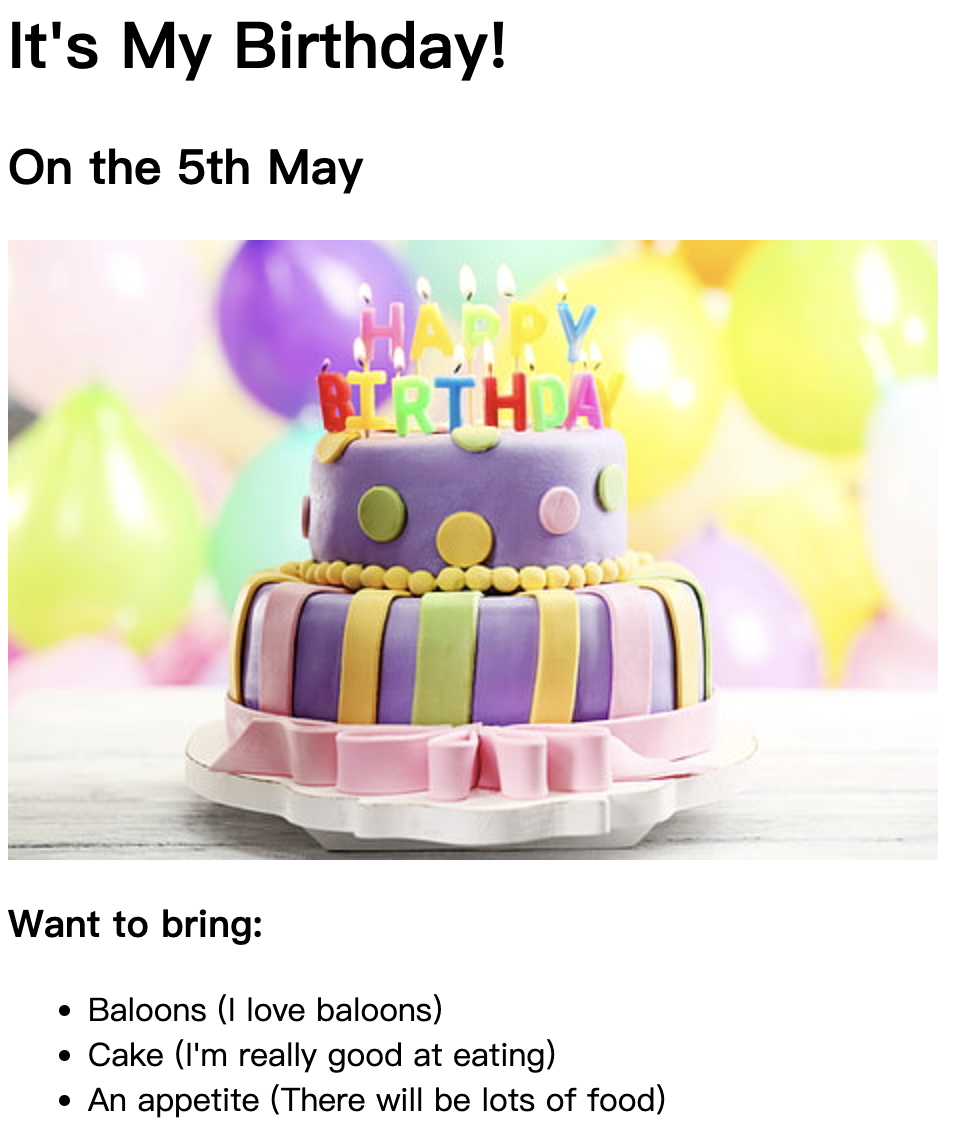 It's My Birthday!
On the 5th May
HAPPY
BIRTHDAY
Want to bring:
• Baloons (I love baloons)
• Cake (I'm really good at eating)
• An appetite (There will be lots of food)